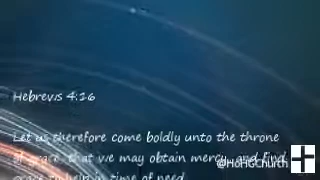 Hebrews 4:16
Let us therefore come boldly unto the throne
of grace, that we may obtain mercy, and find
grace to help in time of need.
@HOHGChurch